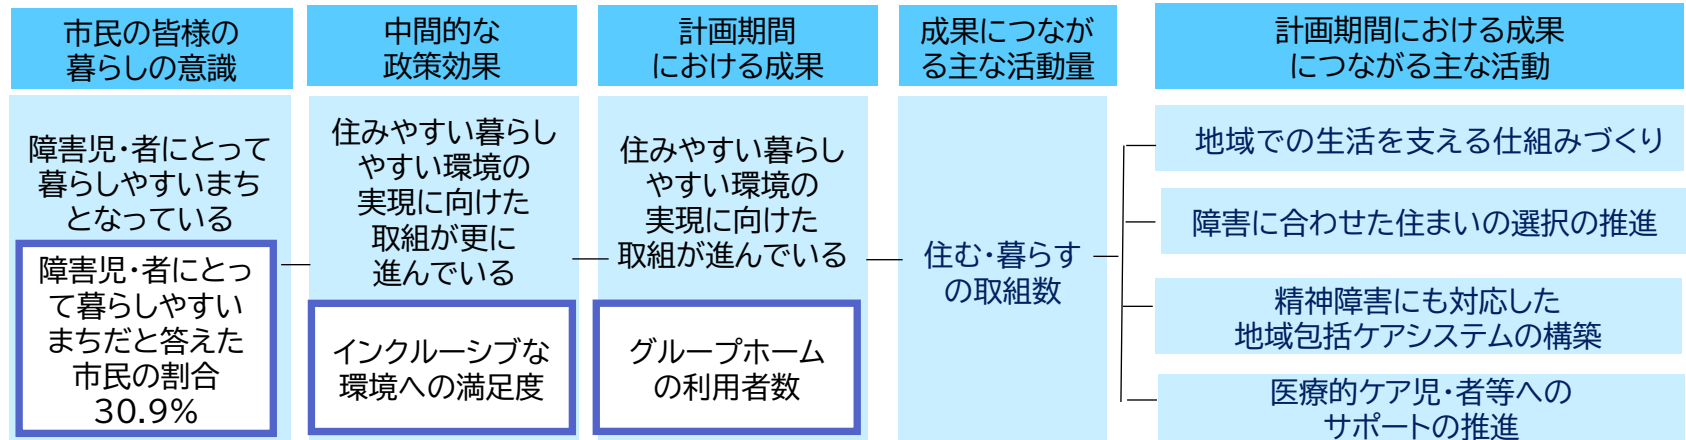 市民の皆様の
暮らしの意識
中間的な
政策効果
計画期間
における成果
成果につなが
る主な活動量
計画期間における成果
につながる主な活動
障害児・者にとって
暮らしやすいまち
となっている
障害児・者にとっ
て暮らしやすい
まちだと答えた
市民の割合
30.9%
住みやすい暮らし
やすい環境の
実現に向けた
取組が更に
進んでいる
インクルーシブな
環境への満足度
住みやすい暮らし
やすい環境の
実現に向けた
取組が進んでいる
グループホーム
の利用者数
住む・暮らす
の取組数
地域での生活を支える仕組みづくり
障害に合わせた住まいの選択の推進
精神障害にも対応した
地域包括ケアシステムの構築
医療的ケア児・者等への
サポートの推進